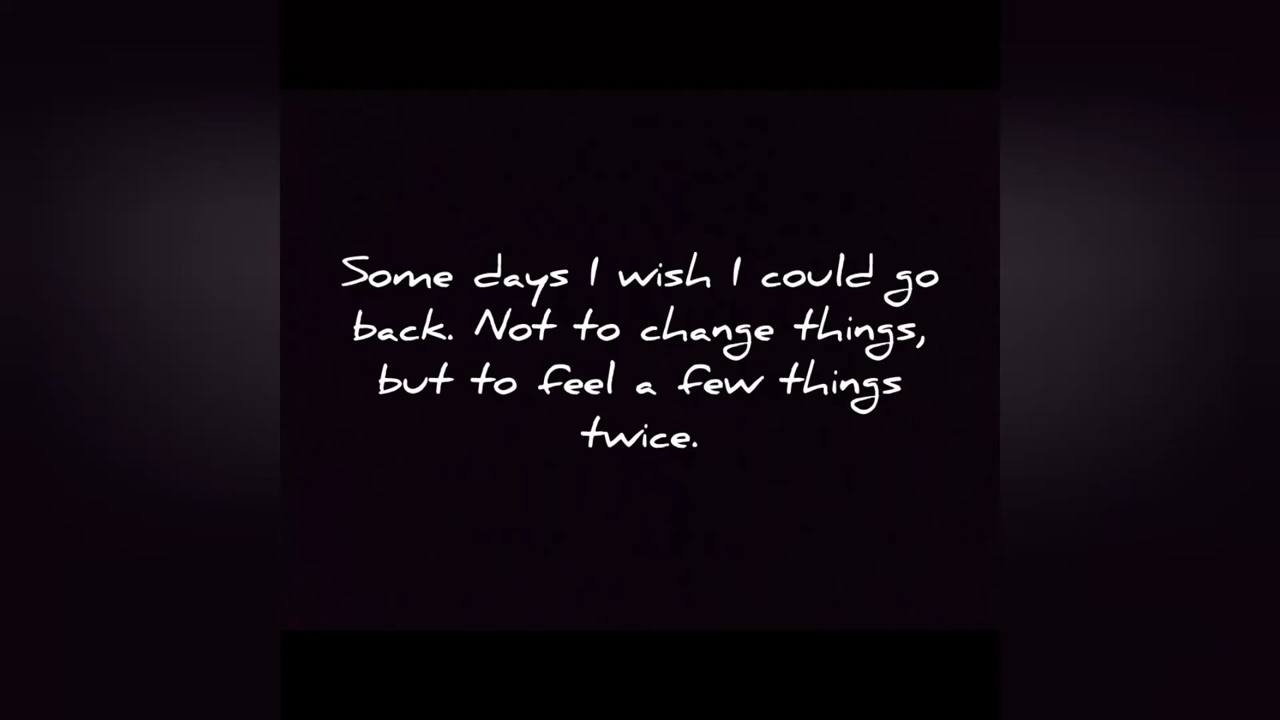 Some days I wish I could go
back. Not to change things,
but to feel a few things
twice.